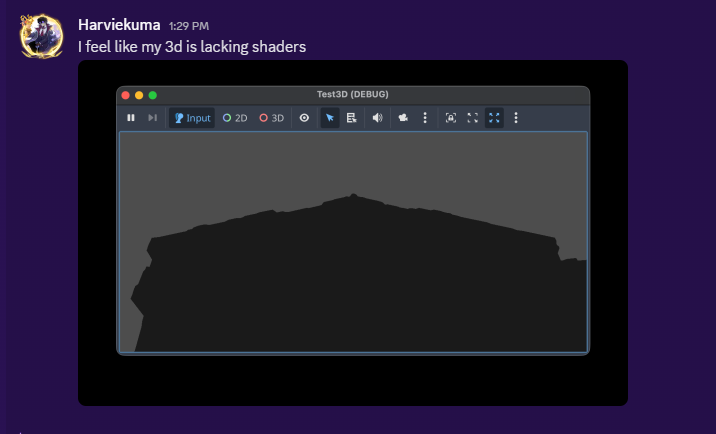 Harviekuma 1:29 PM
I feel like my 3d is lacking shaders
Test3D (DEBUG)
Input 2D 3D